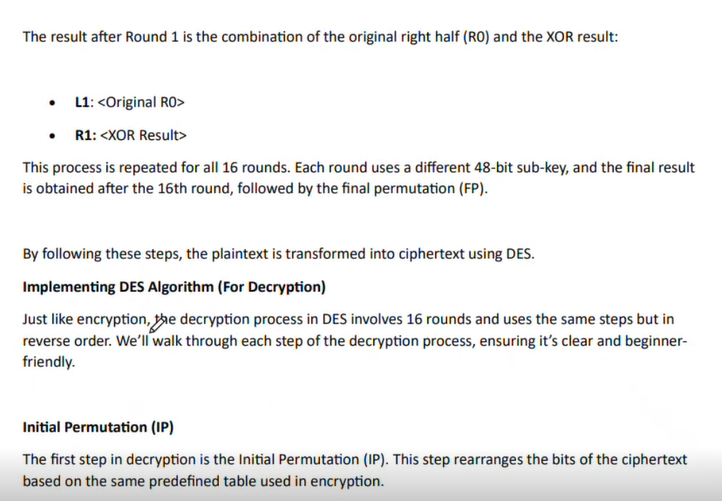 The result after Round 1 is the combination of the original right half (R0) and the XOR result:
• L1: <Original R0>
• R1: <XOR Result>
This process is repeated for all 16 rounds. Each round uses a different 48-bit sub-key, and the final result
is obtained after the 16th round, followed by the final permutation (FP).
By following these steps, the plaintext is transformed into ciphertext using DES.
Implementing DES Algorithm (For Decryption)
Just like encryption, the decryption process in DES involves 16 rounds and uses the same steps but in
reverse order. We’ll walk through each step of the decryption process, ensuring it’s clear and beginner-
friendly.
Initial Permutation (IP)
The first step in decryption is the Initial Permutation (IP). This step rearranges the bits of the ciphertext
based on the same predefined table used in encryption.